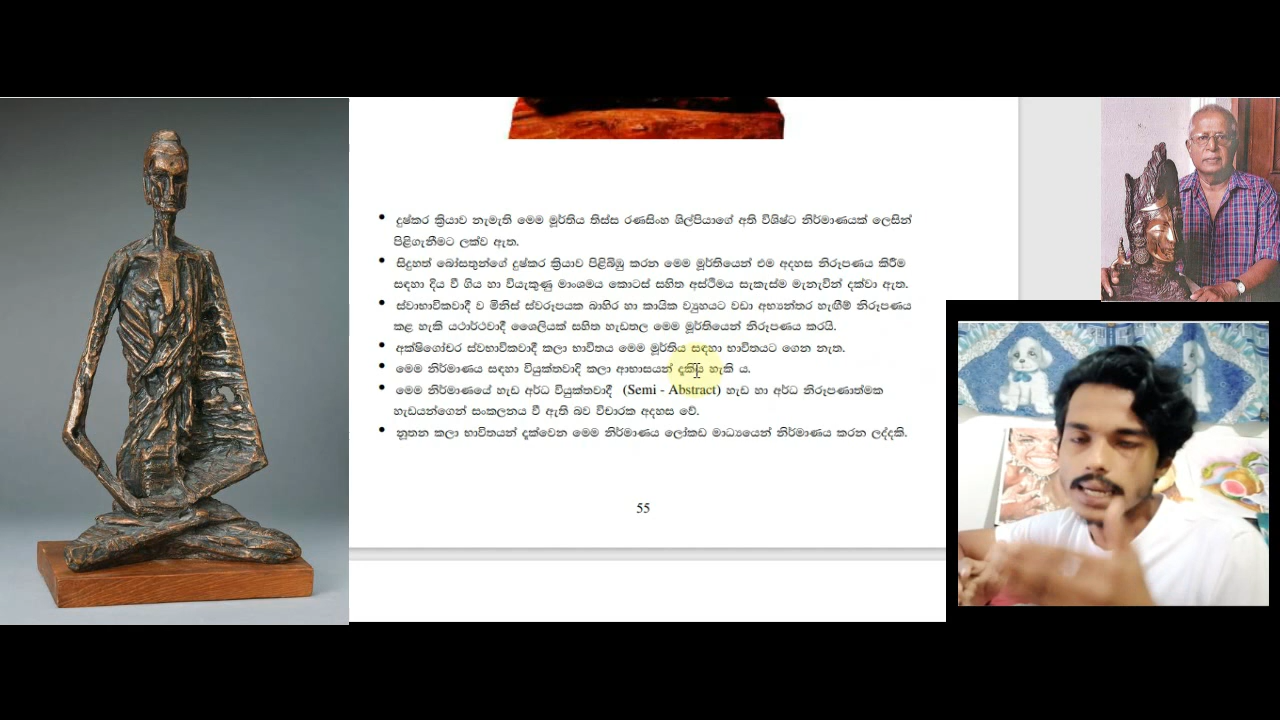 • දුෂ්කර ක්‍රියාව නැමැති මෙම මූර්තිය තිස්ස රණසිංහ ශිල්පියාගේ අති විශිෂ්ට නිර්මාණයක් ලෙසින්
පිළිගැනීමට ලක්ව ඇත.
• සිදුහත් බෝසතුන්ගේ දුෂ්කර ක්‍රියාව පිළිබිඹු කරන මෙම මූර්තියෙන් එම අදහස නිරූපණය කිරීම
සඳහා දිය වී ගිය හා වියැකුණු මාංශමය කොටස් සහිත අස්ථිමය සැකැස්ම මැනැවින් දක්වා ඇත.
• ස්වාභාවිකවාදී ව මිනිස් ස්වරූපයක බාහිර හා කායික ව්‍යුහයට වඩා අභ්‍යන්තර හැඟීම් නිරූපණය
කළ හැකි යථාර්ථවාදී ශෛලියක් සහිත හැඩතල මෙම මූර්තියෙන් නිරූපණය කරයි.
• අක්ෂිගෝචර ස්වභාවිකවාදී කලා භාවිතය මෙම මූර්තිය සඳහා භාවිතයට ගෙන නැත.
• මෙම නිර්මාණය සඳහා වියුක්තවාදි කලා ආභාසයන් දැකිය හැකි ය.
• මෙම නිර්මාණයේ හැඩ අර්ධ වියුක්තවාදී (Semi - Abstract) හැඩ හා අර්ධ නිරූපණාත්මක
හැඩයන්ගෙන් සංකලනය වී ඇති බව විචාරක අදහස වේ.
• නූතන කලා භාවිතයන් දැක්වෙන මෙම නිර්මාණය ලෝකඩ මාධ්‍යයෙන් නිර්මාණය කරන ලද්දකි.
55